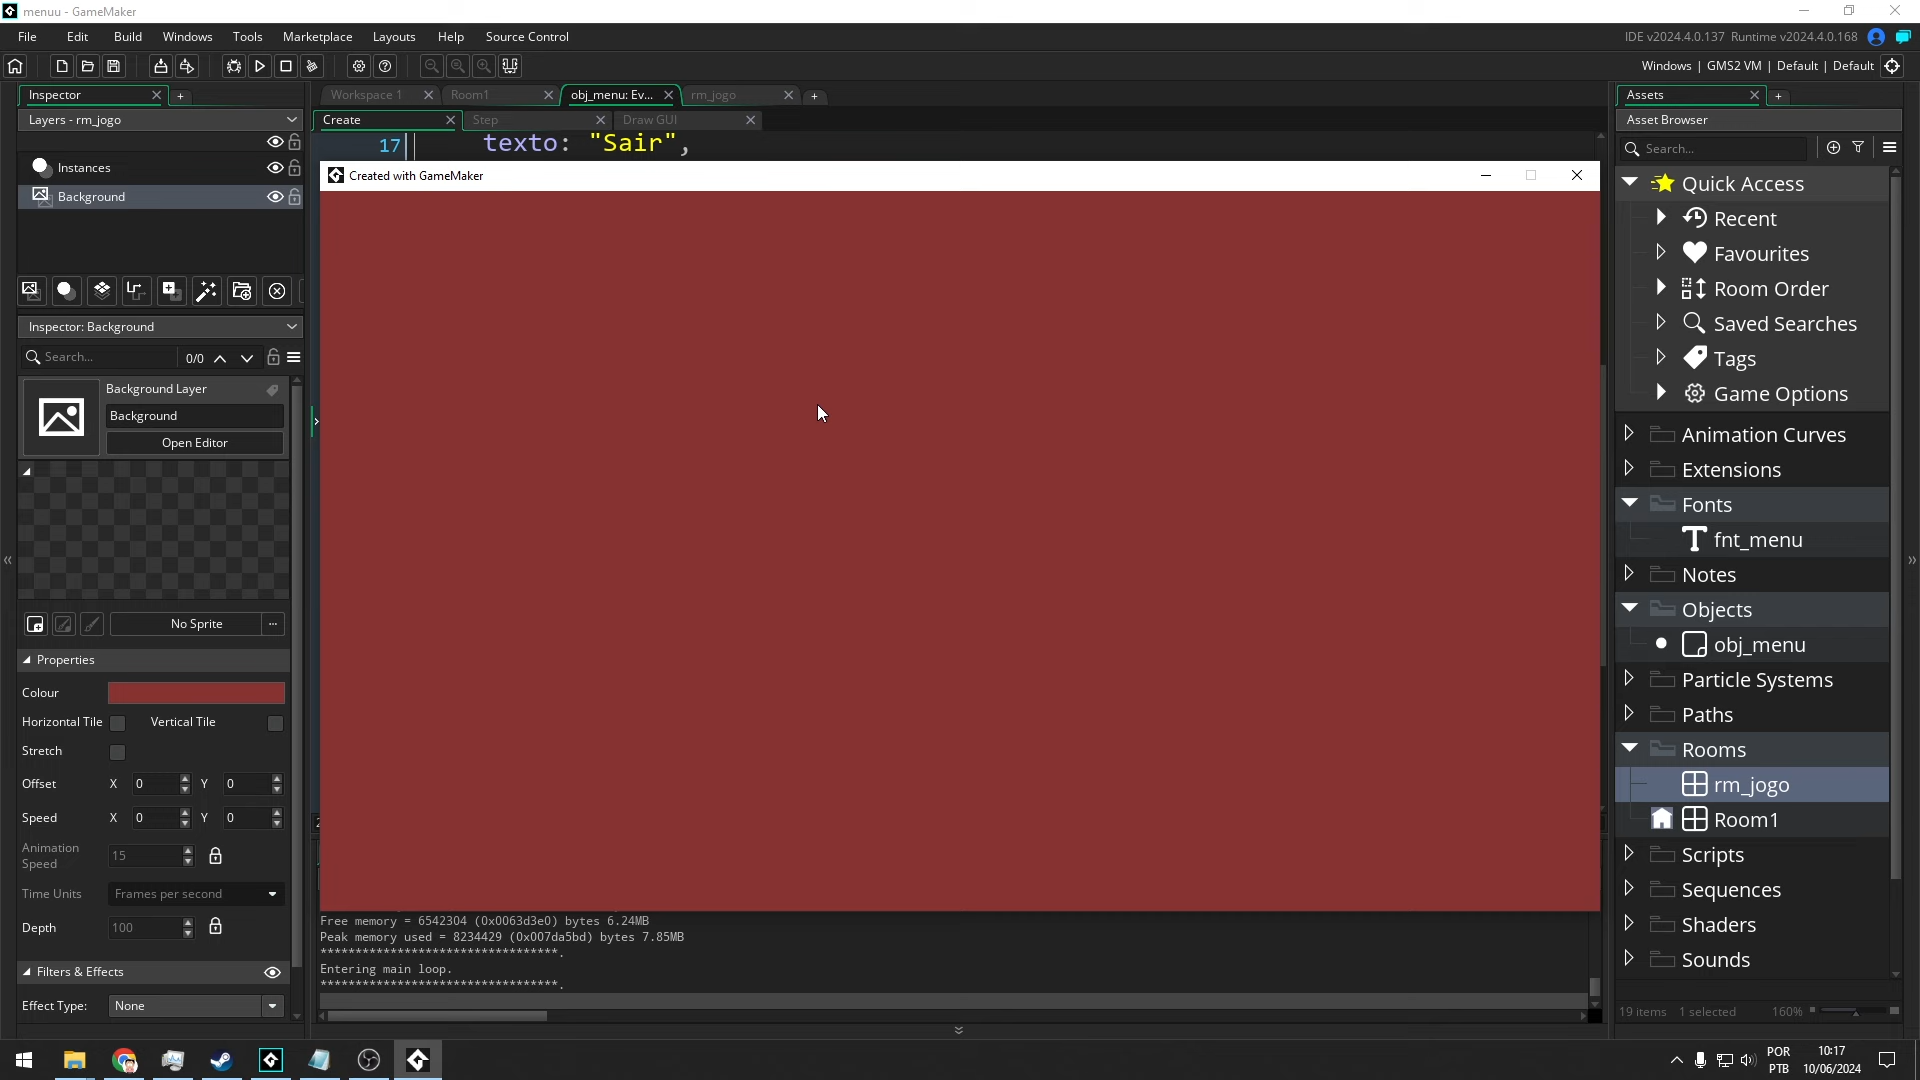 menuu - GameMaker
File Edit Build Windows Tools Marketplace Layouts Help Source Control
IDE v2024.4.0.137 Runtime v2024.4.0.168
Windows | GMS2 VM | Default | Default
Inspector
Layers - rm_jogo
Instances
Background
Inspector: Background
Search...
0/0
Background Layer
Background
Open Editor
No Sprite
...
Properties
Colour
Horizontal Tile Vertical Tile
Stretch
Offset X 0 Y 0
Speed X 0 Y 0
Animation Speed 15
Time Units Frames per second
Depth 100
Filters & Effects
Effect Type: None
Workspace 1 Room1 obj_menu: Ev... rm_jogo
Create Step Draw GUI
17 texto: "Sair",
Created with GameMaker
Free memory = 6542304 (0x0063d3e0) bytes 6.24MB
Peak memory used = 8234429 (0x007da5bd) bytes 7.85MB
**********************************.
Entering main loop.
**********************************.
Assets
Asset Browser
Search...
Quick Access
Recent
Favourites
Room Order
Saved Searches
Tags
Game Options
Animation Curves
Extensions
Fonts
fnt_menu
Notes
Objects
obj_menu
Particle Systems
Paths
Rooms
rm_jogo
Room1
Scripts
Sequences
Shaders
Sounds
19 items 1 selected 160%
POR
PTB
10:17
10/06/2024